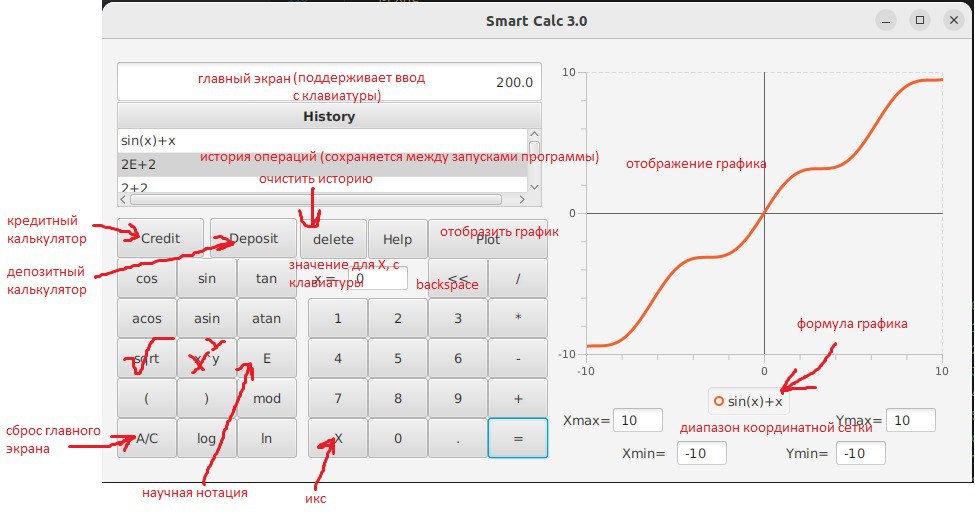 Smart Calc 3.0
главный экран (поддерживает ввод
с клавиатуры)
200.0
History
sin(x)+x
2E+2
история операций (сохраняется между запусками программы)
2+2
очистить историю
кредитный
калькулятор
Credit
Deposit
delete
Help
Plot
отобразить график
депозитный
калькулятор
cos
sin
tan
значение для X, с
клавиатуры
x =
0
backspace
<<
/
acos
asin
atan
1
2
3
*
sqrt
x^y
E
4
5
6
-
(
)
mod
7
8
9
+
сброс главного
экрана
A/C
log
ln
X
0
.
=
научная нотация
икс
10
отображение графика
0
формула графика
-10
-10
0
10
sin(x)+x
Xmax=
10
диапазон координатной сетки
Ymax=
10
Xmin=
-10
Ymin=
-10